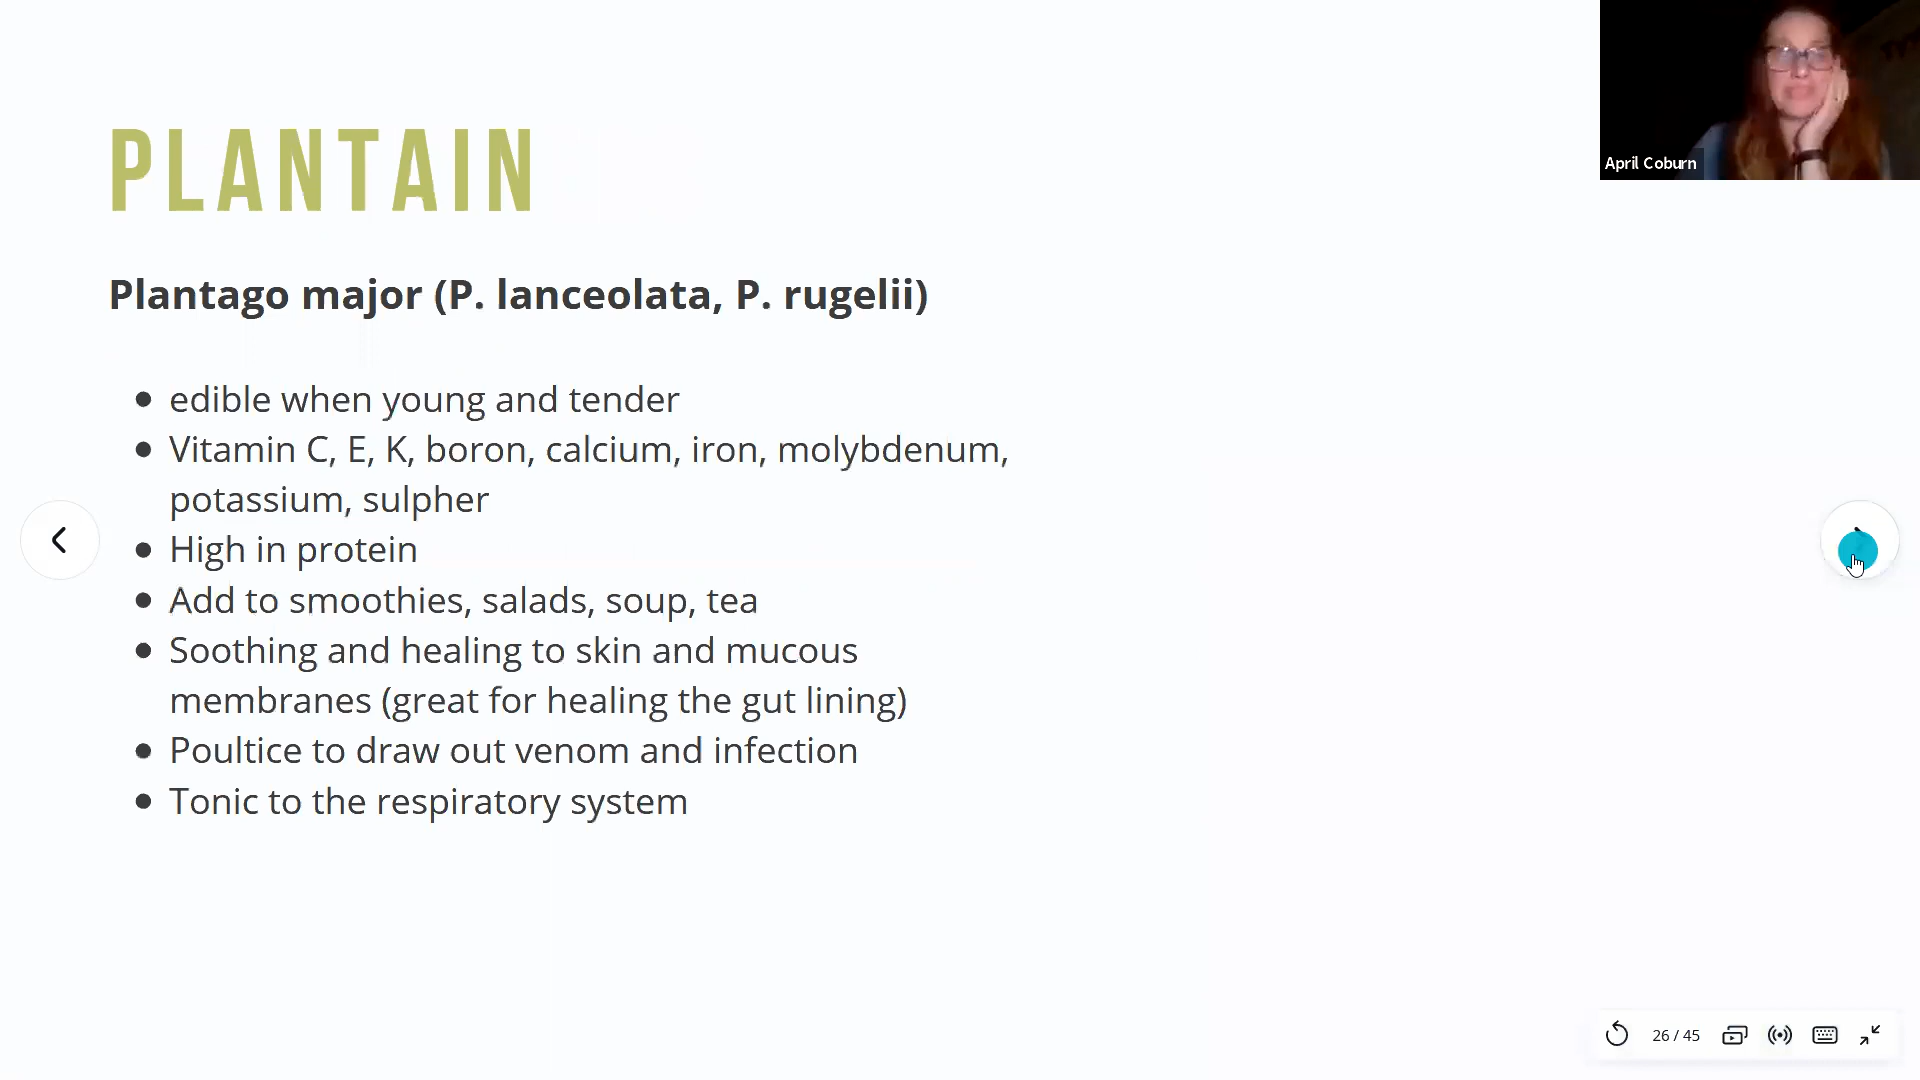 PLANTAIN
Plantago major (P. lanceolata, P. rugelii)
edible when young and tender
Vitamin C, E, K, boron, calcium, iron, molybdenum,
potassium, sulpher
High in protein
Add to smoothies, salads, soup, tea
Soothing and healing to skin and mucous
membranes (great for healing the gut lining)
Poultice to draw out venom and infection
Tonic to the respiratory system
April Coburn
26 / 45